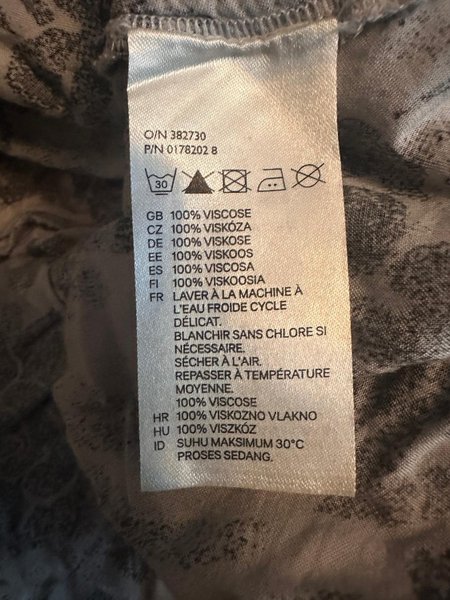 O/N 382730
P/N 0178202 8
30
GB 100% VISCOSE
CZ 100% VISKÓZA
DE 100% VISKOSE
EE 100% VISKOOS
ES 100% VISCOSA
FI 100% VISKOOSIA
FR LAVER À LA MACHINE À
L'EAU FROIDE CYCLE
DÉLICAT.
BLANCHIR SANS CHLORE SI
NÉCESSAIRE.
SÉCHER À L'AIR.
REPASSER À TEMPÉRATURE
MOYENNE.
100% VISCOSE
HR 100% VISKOZNO VLAKNO
HU 100% VISZKÓZ
ID SUHU MAKSIMUM 30°C
PROSES SEDANG.